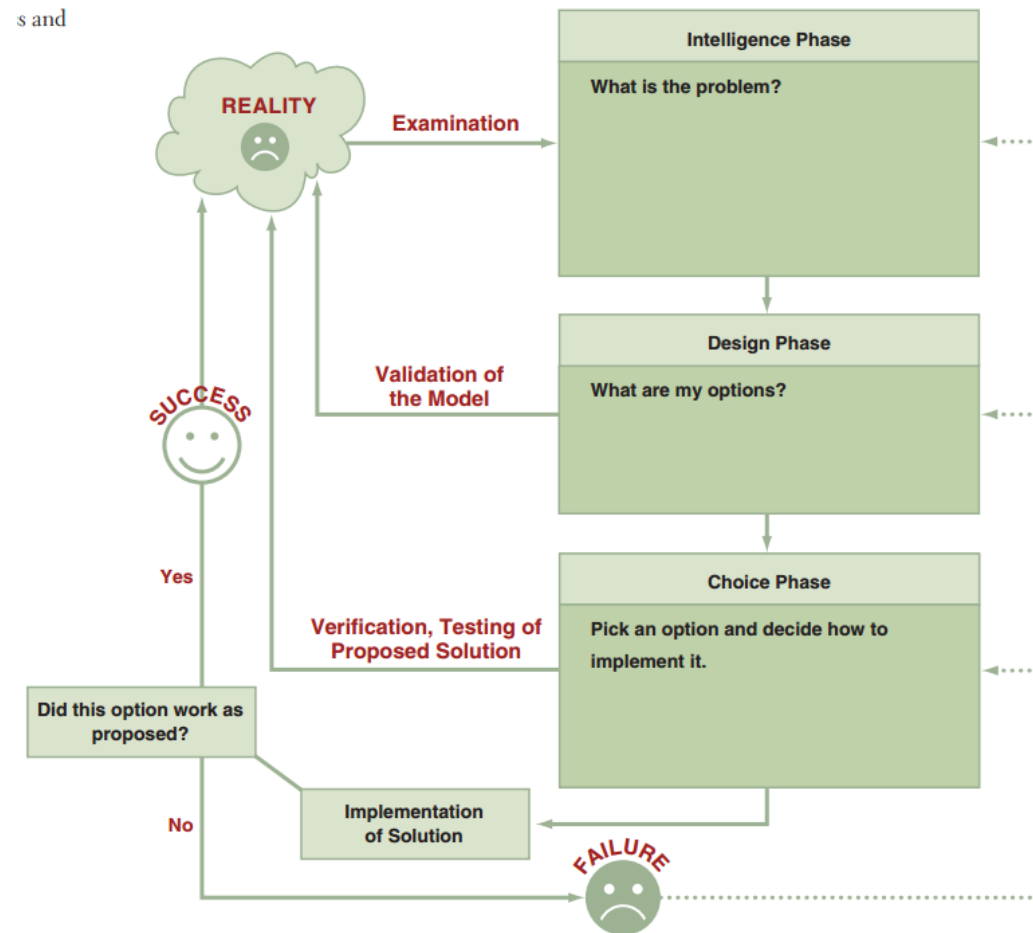 s and
Intelligence Phase
What is the problem?
REALITY
Examination
Design Phase
What are my options?
Validation of
the Model
SUCCESS
Choice Phase
Pick an option and decide how to
implement it.
Yes
Verification, Testing of
Proposed Solution
Did this option work as
proposed?
Implementation
of Solution
No
FAILURE